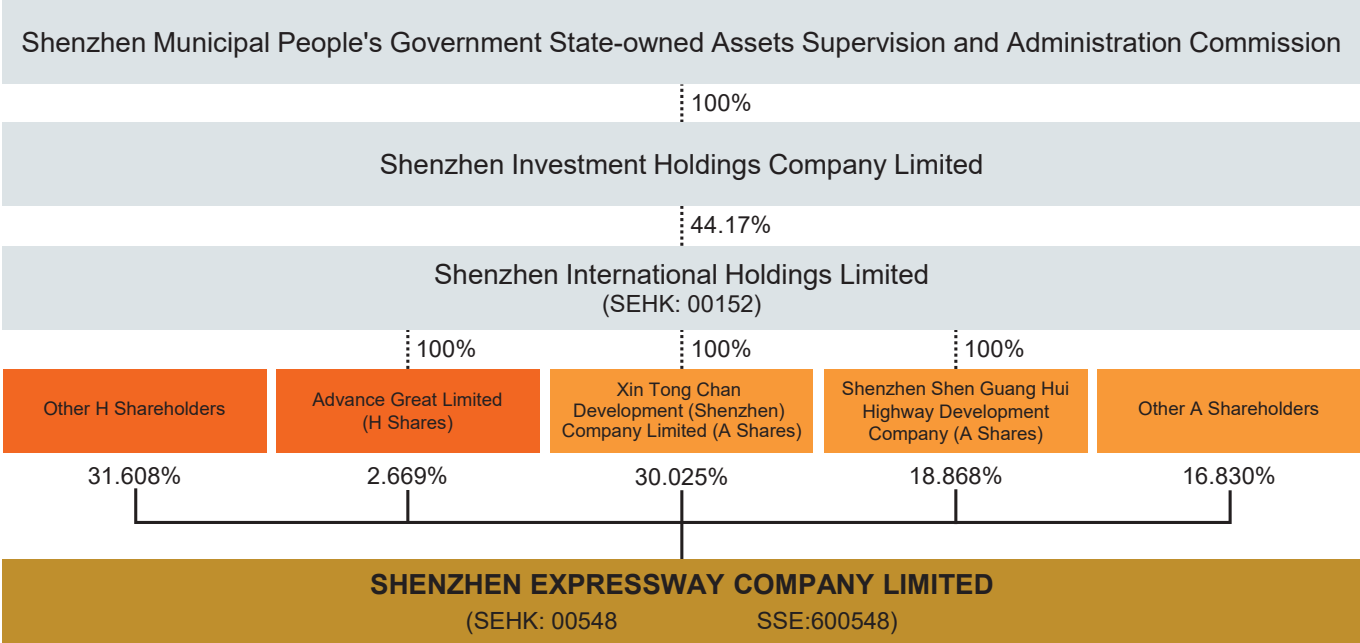 Shenzhen Municipal People's Government State-owned Assets Supervision and Administration Commission
100%
Shenzhen Investment Holdings Company Limited
44.17%
Shenzhen International Holdings Limited
(SEHK: 00152)
100%
100%
100%
Other H Shareholders
Advance Great Limited
(H Shares)
Xin Tong Chan
Development (Shenzhen)
Company Limited (A Shares)
Shenzhen Shen Guang Hui
Highway Development
Company (A Shares)
Other A Shareholders
31.608%
2.669%
30.025%
18.868%
16.830%
SHENZHEN EXPRESSWAY COMPANY LIMITED
(SEHK: 00548 SSE:600548)